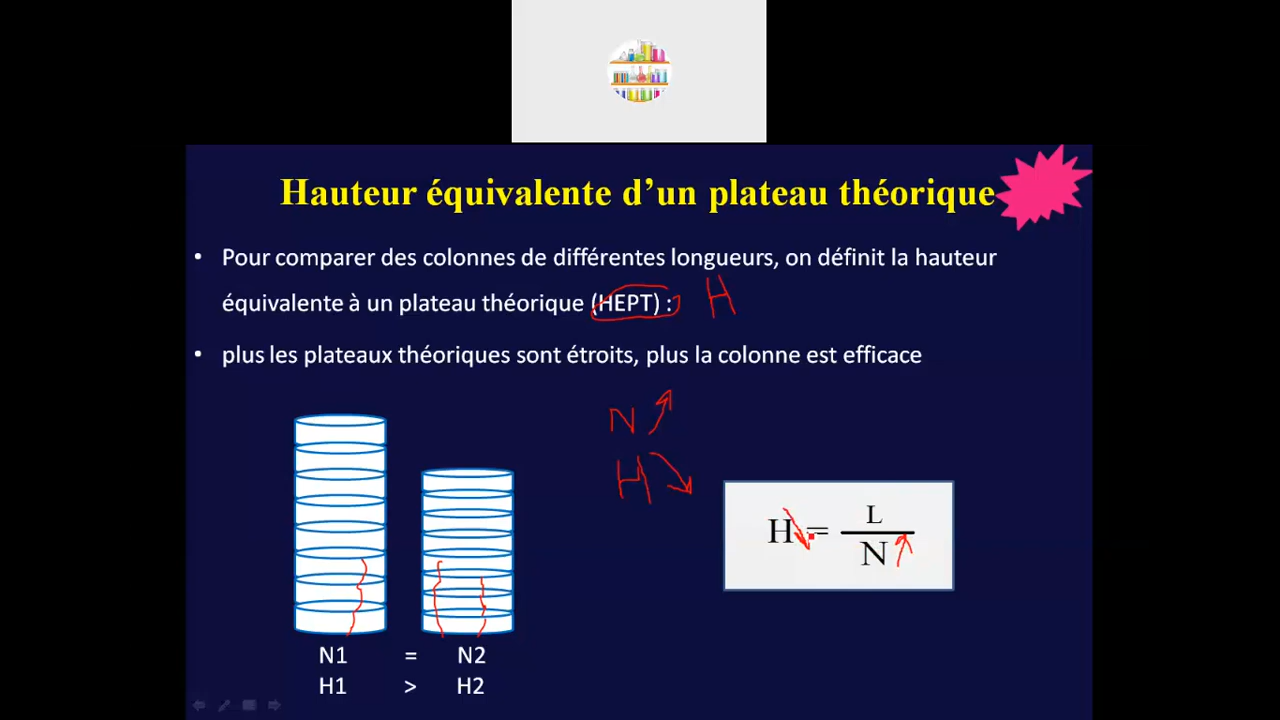 Hauteur équivalente d’un plateau théorique
• Pour comparer des colonnes de différentes longueurs, on définit la hauteur
équivalente à un plateau théorique (HEPT) : H
• plus les plateaux théoriques sont étroits, plus la colonne est efficace
N ↗
H ↘
H = L
N
N1 = N2
H1 > H2